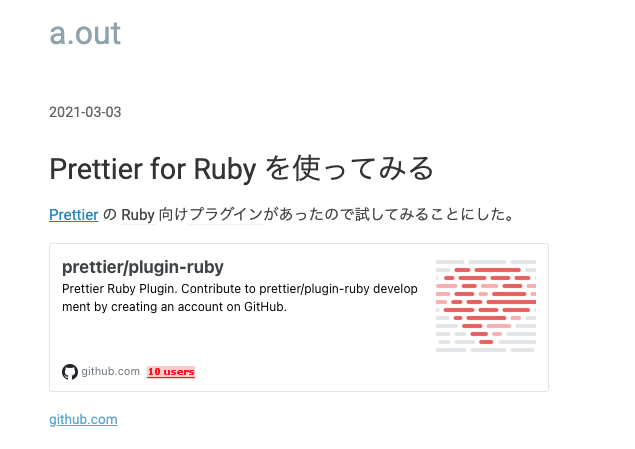 a.out
2021-03-03
Prettier for Ruby を使ってみる
Prettier の Ruby 向けプラグインがあったので試してみることにした。
prettier/plugin-ruby
Prettier Ruby Plugin. Contribute to prettier/plugin-ruby develop
ment by creating an account on GitHub.
github.com 10 users
github.com